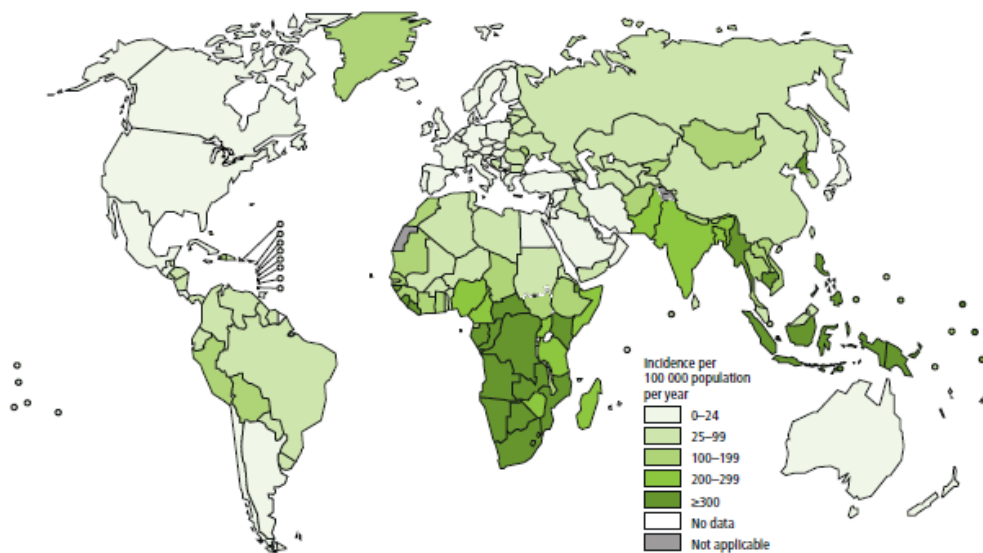 Incidence per
100 000 population
per year
0–24
25–99
100–199
200–299
≥300
No data
Not applicable